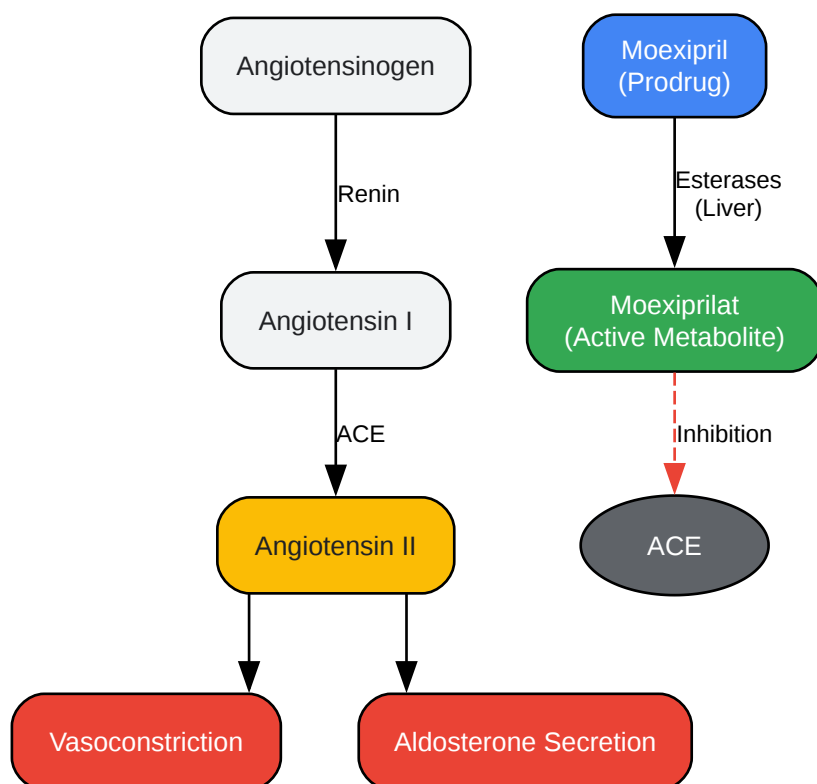 Angiotensinogen
Moexipril
(Prodrug)
Renin
Esterases
(Liver)
Angiotensin I
Moexiprilat
(Active Metabolite)
ACE
Inhibition
Angiotensin II
ACE
Vasoconstriction
Aldosterone Secretion